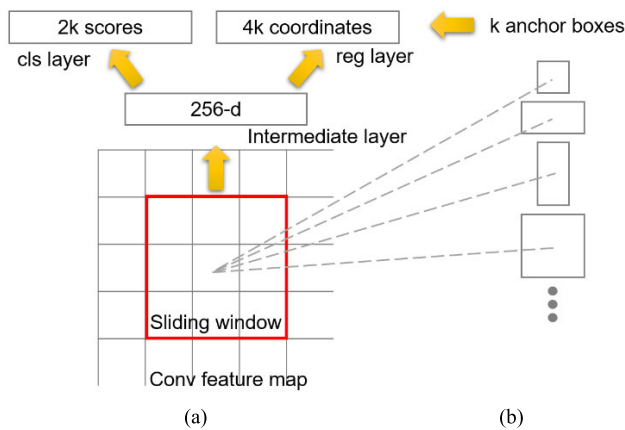 2k scores
4k coordinates
k anchor boxes
cls layer
reg layer
256-d
Intermediate layer
Sliding window
Conv feature map
(a)
(b)